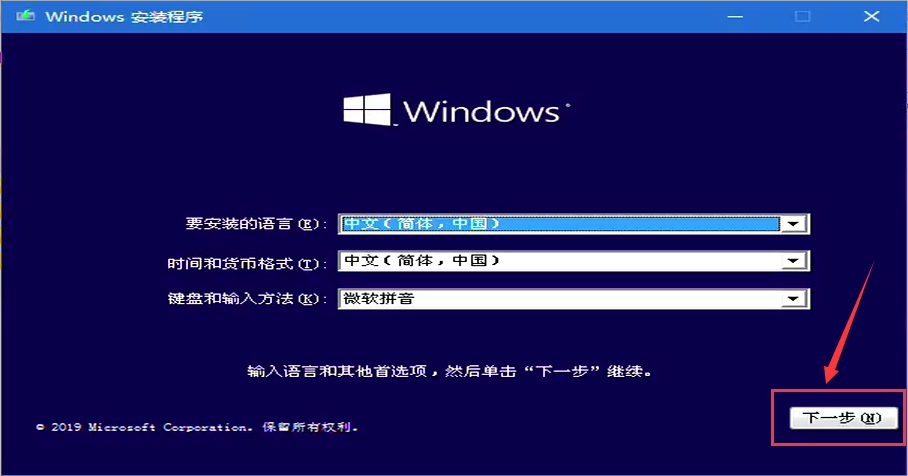 Windows 安装程序
Windows
要安装的语言(E): 中文(简体,中国)
时间和货币格式(T): 中文(简体,中国)
键盘和输入方法(K): 微软拼音
输入语言和其他首选项,然后单击“下一步”继续。
© 2019 Microsoft Corporation. 保留所有权利。
下一步(N)